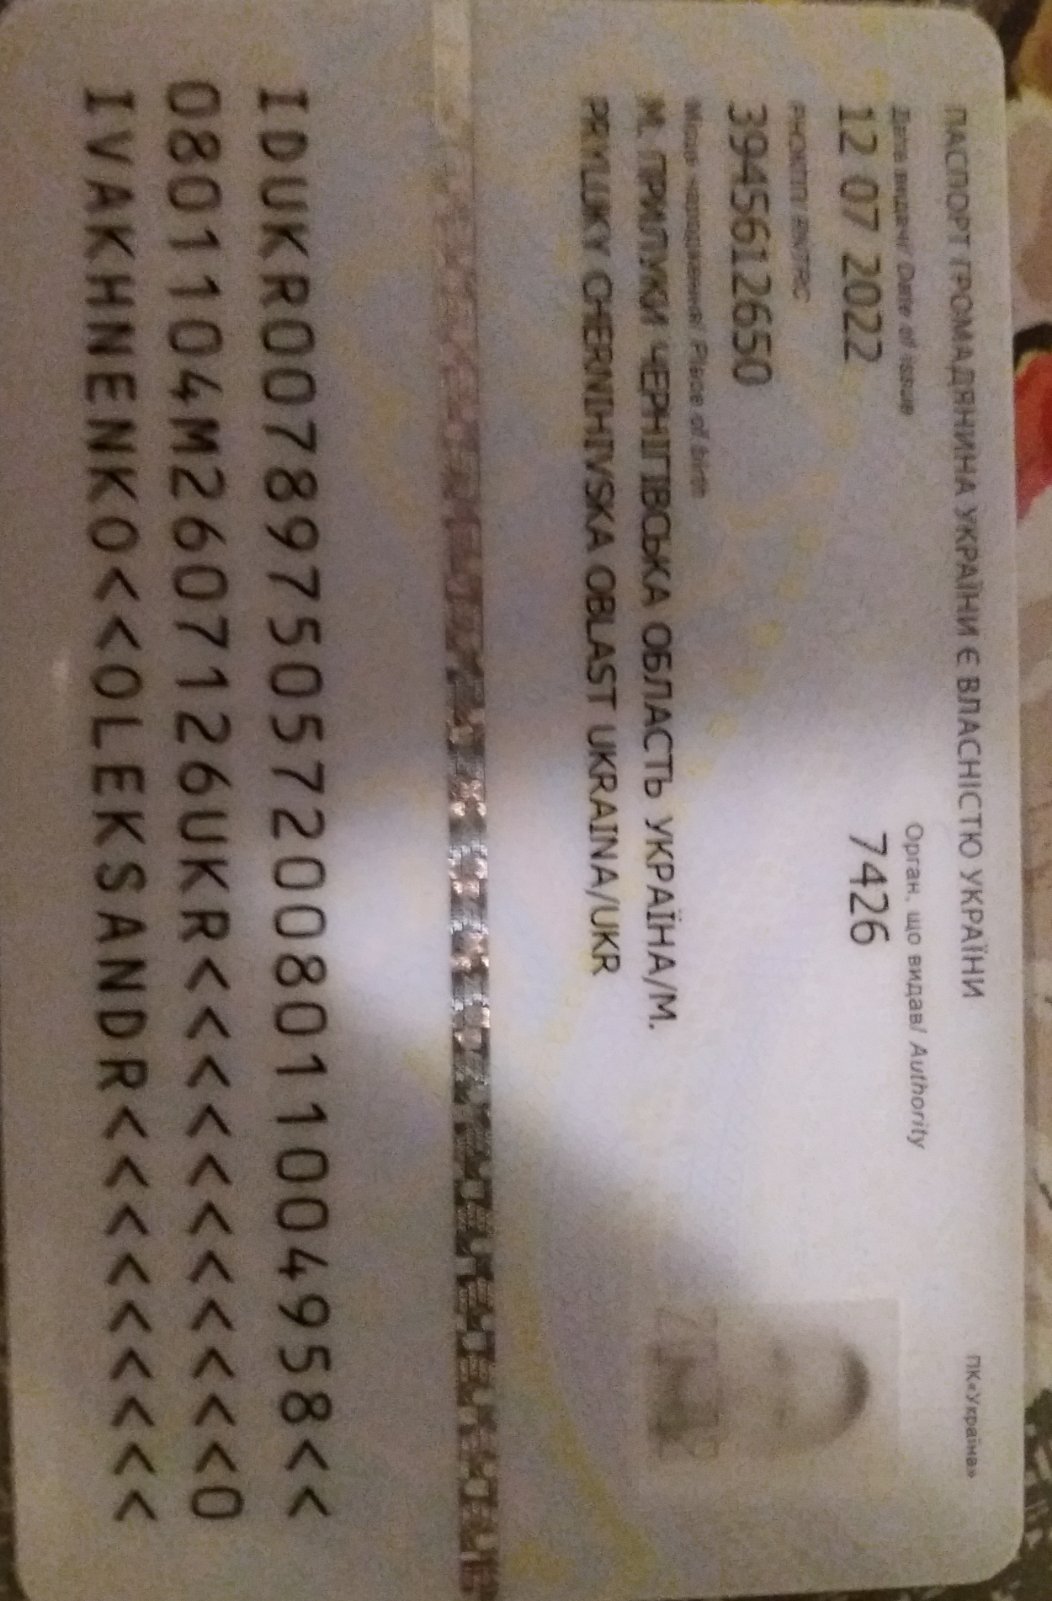 ПАСПОРТ ГРОМАДЯНИНА УКРАЇНИ Є ВЛАСНІСТЮ УКРАЇНИ ПК«Україна»
Дата видачі/ Date of issue Орган, що видав/ Authority
12 07 2022 7426
РНОКПП/ RNTRC
3945612650
Місце народження/ Place of birth
М. ПРИЛУКИ ЧЕРНІГІВСЬКА ОБЛАСТЬ УКРАЇНА/M.
PRYLUKY CHERNIHIVSKA OBLAST UKRAINA/UKR
IDUKR00789750572008011004958<<
0801104M2607126UKR<<<<<<<<<<<0
IVAKHNENKO<<OLEKSANDR<<<<<<<<<